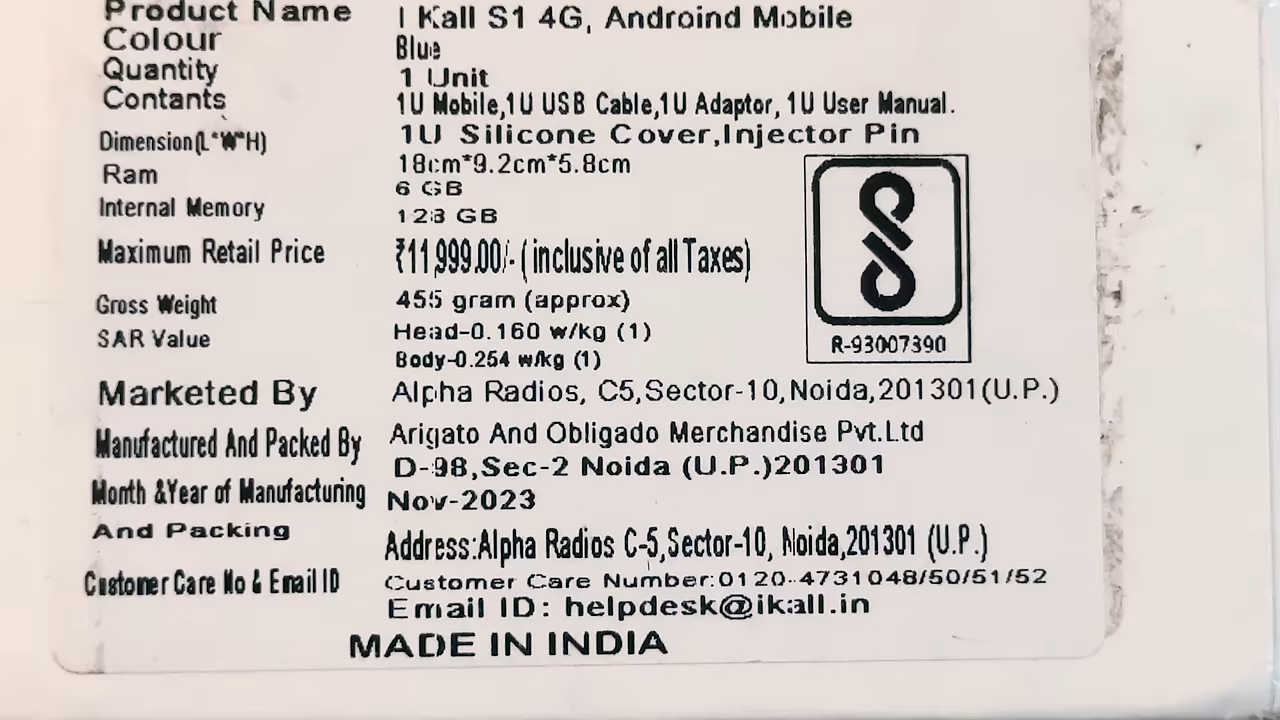 Product Name I Kall S1 4G, Androind Mobile
Colour Blue
Quantity 1 Unit
Contants 1U Mobile,1U USB Cable,1U Adaptor, 1U User Manual.
1U Silicone Cover,Injector Pin
Dimension(L*W*H) 18cm*9.2cm*5.8cm
Ram 6 GB
Internal Memory 128 GB
Maximum Retail Price ₹11,999.00/- ( inclusive of all Taxes)
Gross Weight 455 gram (approx)
SAR Value Head-0.160 w/kg (1)
Body-0.254 w/kg (1)
R-93007390
Marketed By Alpha Radios, C5,Sector-10,Noida,201301(U.P.)
Manufactured And Packed By Arigato And Obligado Merchandise Pvt.Ltd
D-98,Sec-2 Noida (U.P.)201301
Month &Year of Manufacturing Nov-2023
And Packing
Address:Alpha Radios C-5,Sector-10, Noida,201301 (U.P.)
Customer Care No & Email ID Customer Care Number:0120-4731048/50/51/52
Email ID: helpdesk@ikall.in
MADE IN INDIA